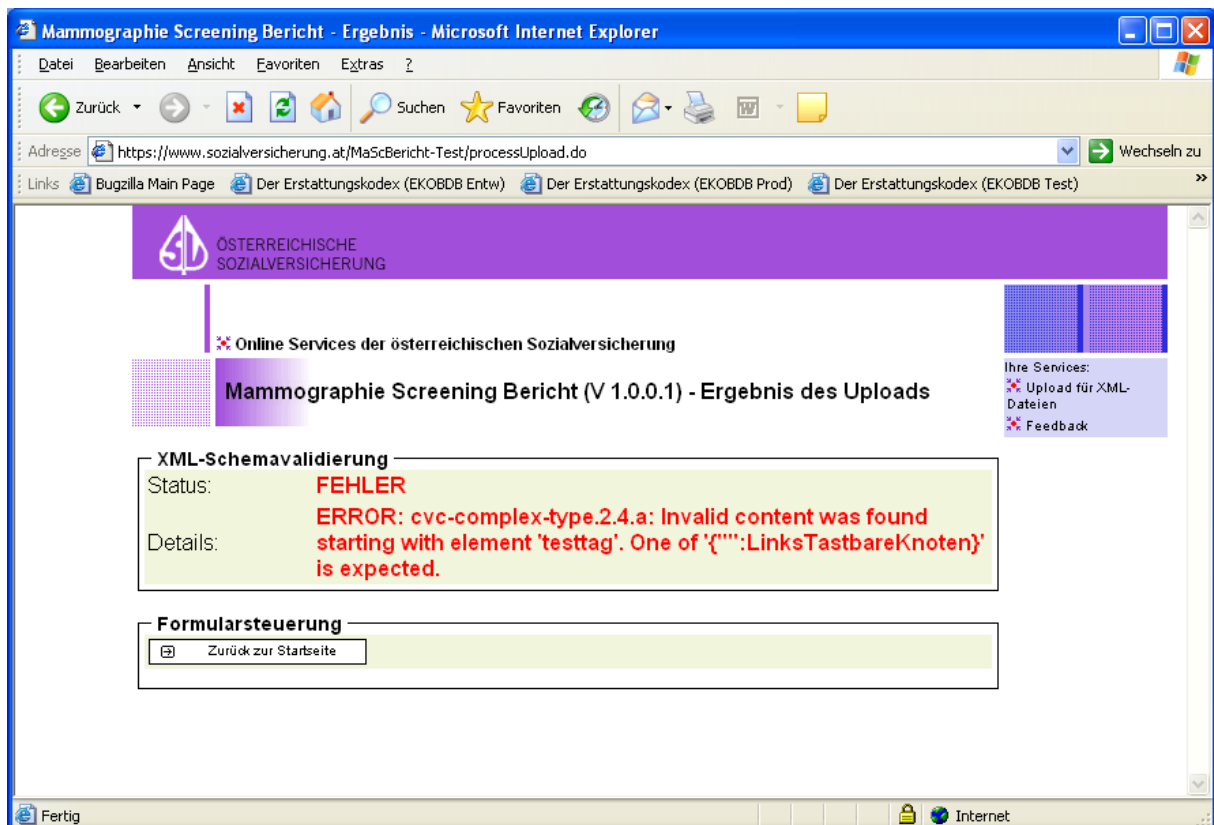 Mammographie Screening Bericht - Ergebnis - Microsoft Internet Explorer
Datei Bearbeiten Ansicht Favoriten Extras ?
Zurück Suchen Favoriten
Adresse https://www.sozialversicherung.at/MaScBericht-Test/processUpload.do Wechseln zu
Links Bugzilla Main Page Der Erstattungskodex (EKOBDB Entw) Der Erstattungskodex (EKOBDB Prod) Der Erstattungskodex (EKOBDB Test) »
ÖSTERREICHISCHE
SOZIALVERSICHERUNG
Online Services der österreichischen Sozialversicherung
Mammographie Screening Bericht (V 1.0.0.1) - Ergebnis des Uploads
Ihre Services:
Upload für XML-
Dateien
Feedback
XML-Schemavalidierung
Status: FEHLER
ERROR: cvc-complex-type.2.4.a: Invalid content was found
Details: starting with element 'testtag'. One of '{"":LinksTastbareKnoten}'
is expected.
Formularsteuerung
Zurück zur Startseite
Fertig Internet